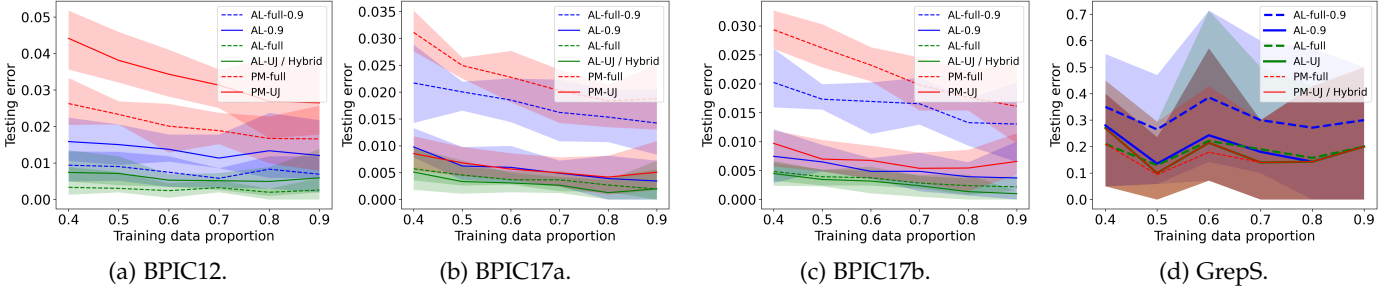 Testing error
0.05
0.04
0.03
0.02
0.01
0.00
0.4 0.5 0.6 0.7 0.8 0.9
Training data proportion
AL-full-0.9
AL-0.9
AL-full
AL-UJ / Hybrid
PM-full
PM-UJ
(a) BPIC12.
Testing error
0.035
0.030
0.025
0.020
0.015
0.010
0.005
0.000
0.4 0.5 0.6 0.7 0.8 0.9
Training data proportion
AL-full-0.9
AL-0.9
AL-full
AL-UJ / Hybrid
PM-full
PM-UJ
(b) BPIC17a.
Testing error
0.030
0.025
0.020
0.015
0.010
0.005
0.000
0.4 0.5 0.6 0.7 0.8 0.9
Training data proportion
AL-full-0.9
AL-0.9
AL-full
AL-UJ / Hybrid
PM-full
PM-UJ
(c) BPIC17b.
Testing error
0.7
0.6
0.5
0.4
0.3
0.2
0.1
0.0
0.4 0.5 0.6 0.7 0.8 0.9
Training data proportion
AL-full-0.9
AL-0.9
AL-full
AL-UJ
PM-full
PM-UJ / Hybrid
(d) GrepS.